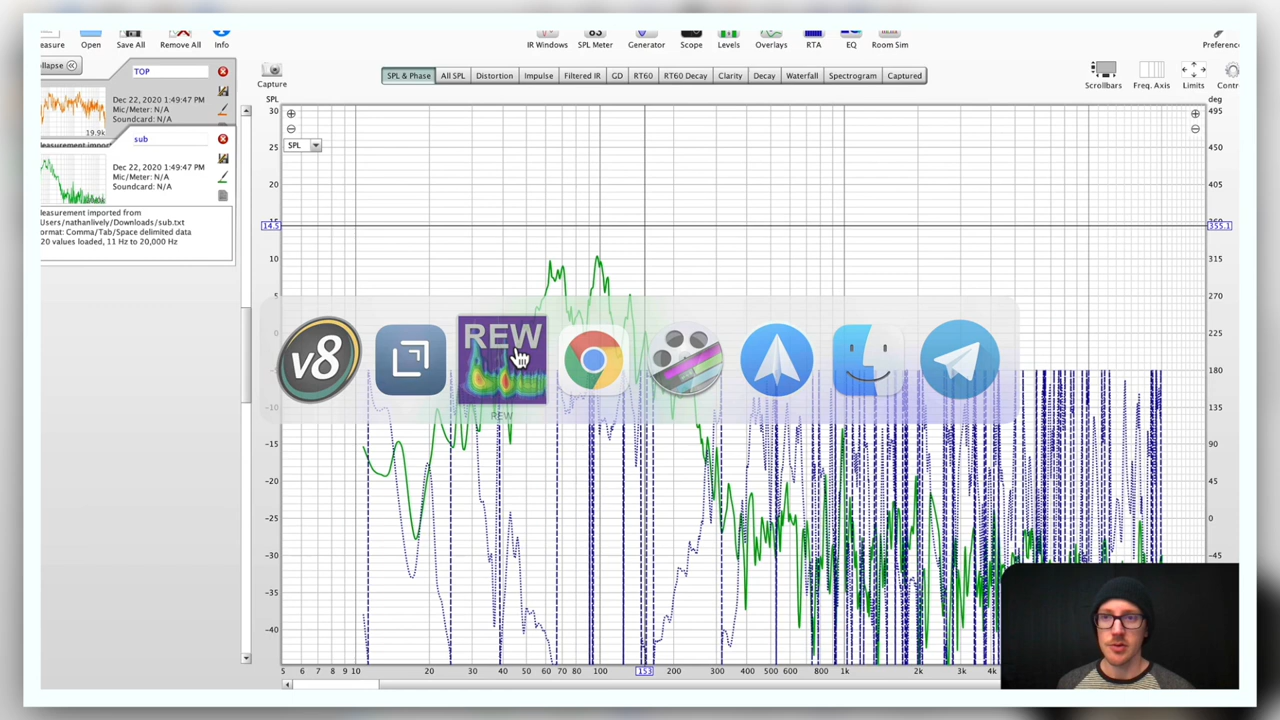 easure
Open
Save All
Remove All
Info
IR Windows
SPL Meter
83
Generator
Scope
Levels
Overlays
RTA
EQ
Room Sim
Preferenc
ollapse
TOP
Dec 22, 2020 1:49:47 PM
Mic/Meter: N/A
Soundcard: N/A
19.9k
sub
Dec 22, 2020 1:49:47 PM
Mic/Meter: N/A
Soundcard: N/A
easurement imported from
Users/nathanlively/Downloads/sub.txt
ormat: Comma/Tab/Space delimited data
20 values loaded, 11 Hz to 20,000 Hz
Capture
SPL & Phase
All SPL
Distortion
Impulse
Filtered IR
GD
RT60
RT60 Decay
Clarity
Decay
Waterfall
Spectrogram
Captured
Scrollbars
Freq. Axis
Limits
Contr
SPL
deg
SPL
30
25
20
14.5
10
5
0
-10
-15
-20
-25
-30
-35
-40
495
450
405
355.1
315
270
225
180
135
90
45
0
-45
v8
REW
REW
5 6 7 8 9 10 20 30 40 50 60 70 80 100 153 200 300 400 500 600 800 1k 2k 3k 4k